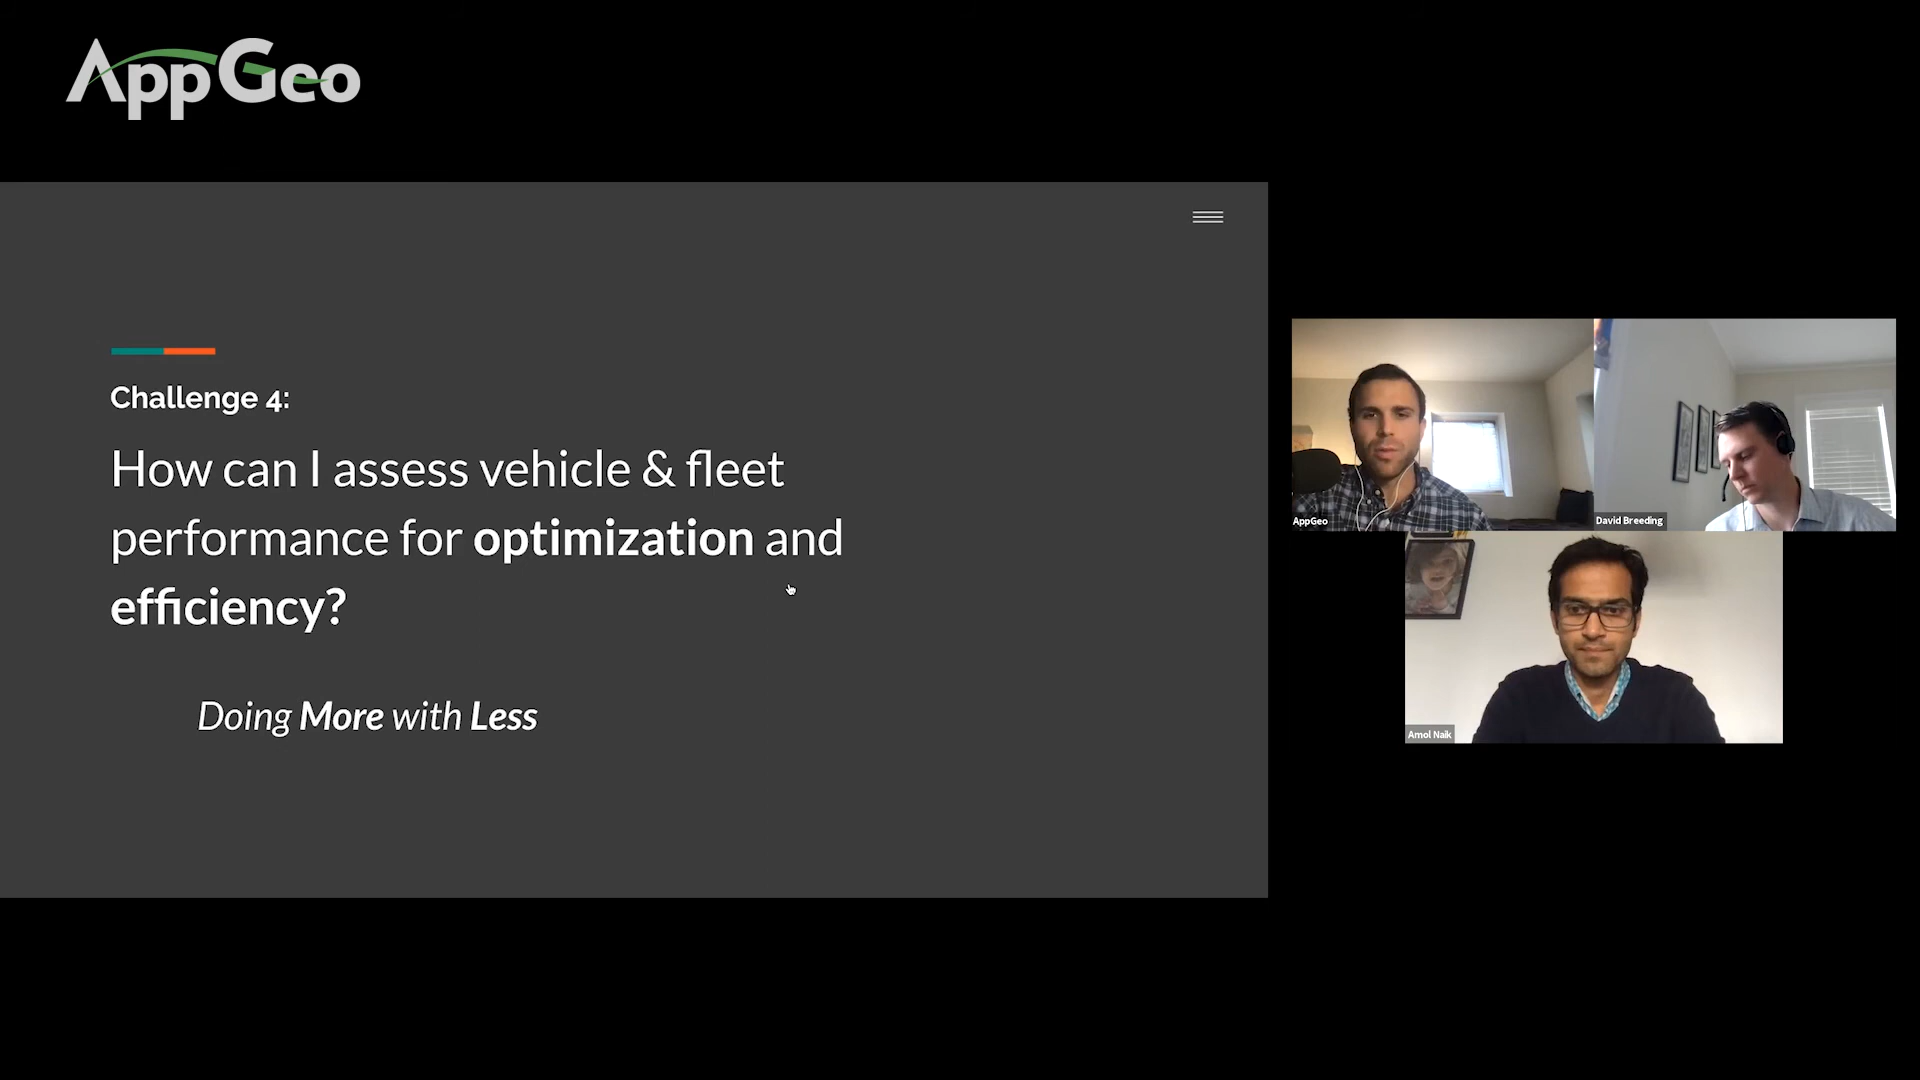 AppGeo
Challenge 4:
How can I assess vehicle & fleet
performance for optimization and
efficiency?
Doing More with Less
AppGeo
David Breeding
Amol Naik